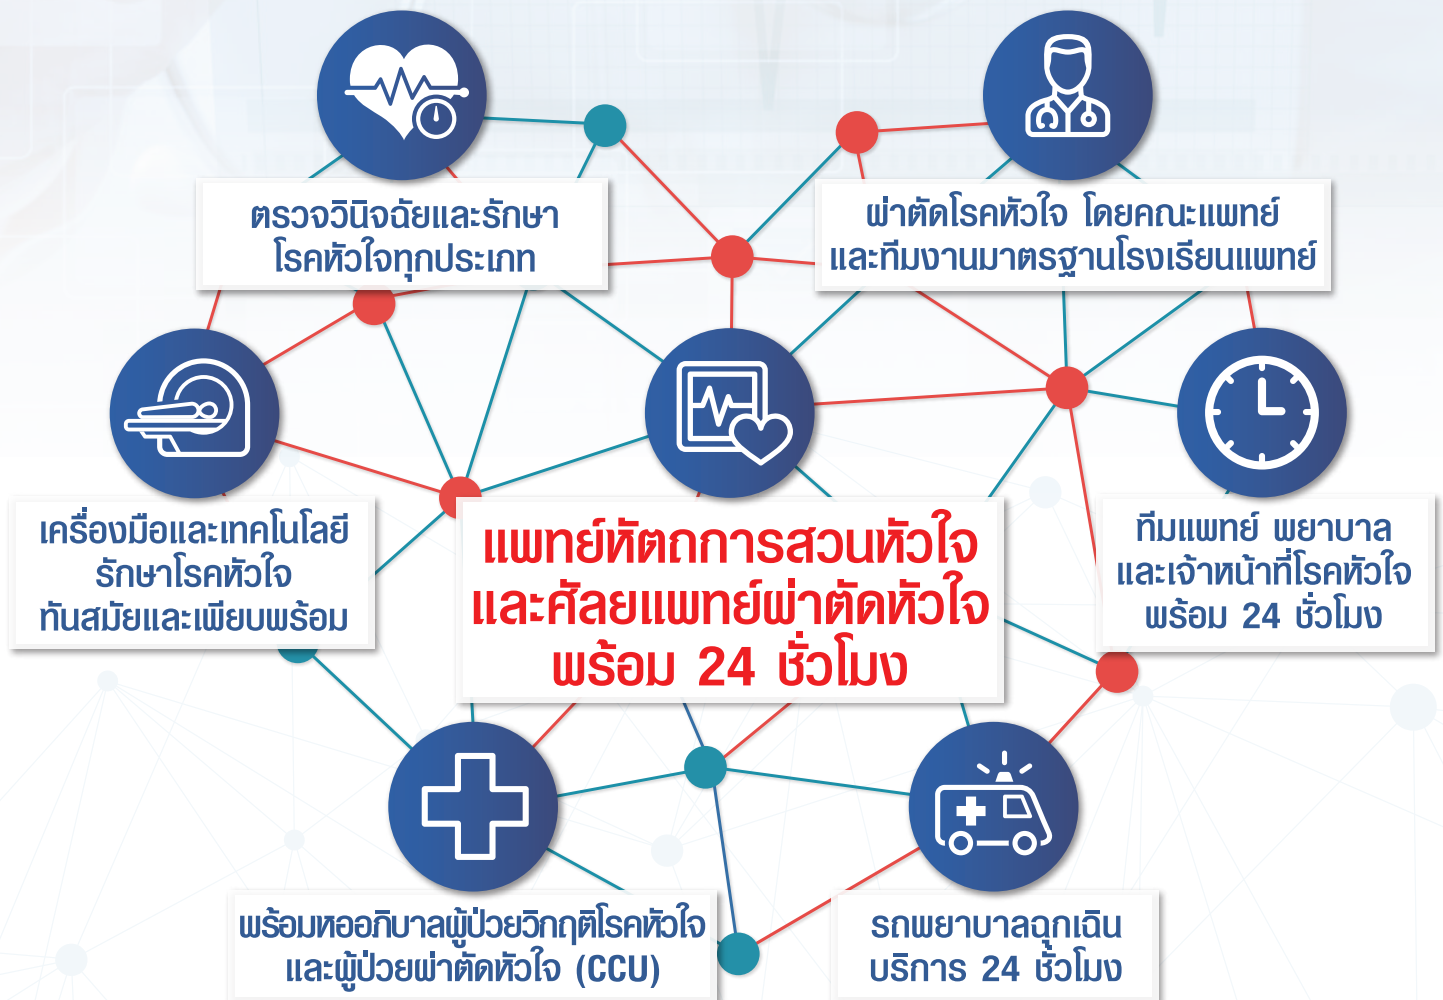 ตรวจวินิจฉัยและรักษา
โรคหัวใจทุกประเภท
ผ่าตัดโรคหัวใจ โดยคณะแพทย์
และทีมงานมาตรฐานโรงเรียนแพทย์
เครื่องมือและเทคโนโลยี
รักษาโรคหัวใจ
ทันสมัยและเพียบพร้อม
แพทย์หัตถการสวนหัวใจ
และศัลยแพทย์ผ่าตัดหัวใจ
พร้อม 24 ชั่วโมง
ทีมแพทย์ พยาบาล
และเจ้าหน้าที่โรคหัวใจ
พร้อม 24 ชั่วโมง
พร้อมหออภิบาลผู้ป่วยวิกฤติโรคหัวใจ
และผู้ป่วยผ่าตัดหัวใจ (CCU)
รถพยาบาลฉุกเฉิน
บริการ 24 ชั่วโมง